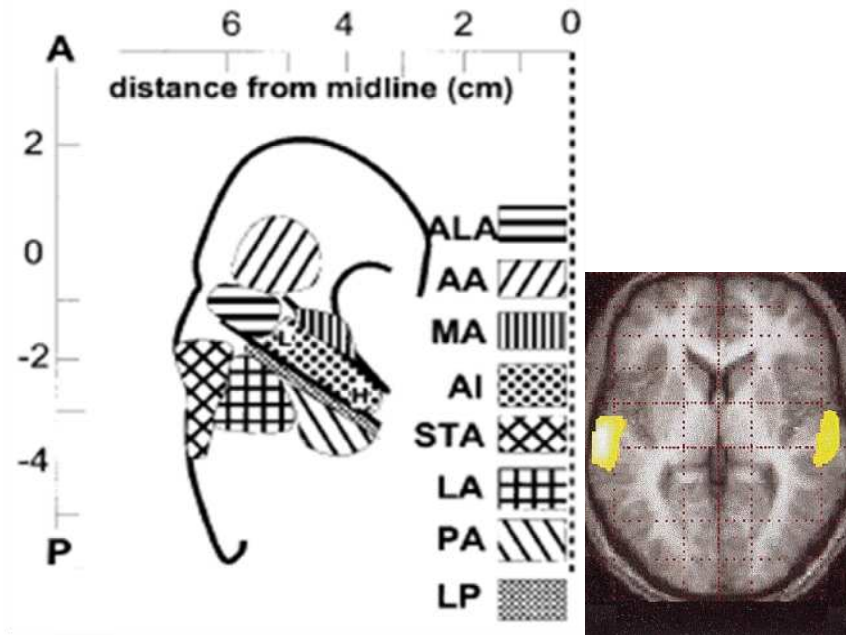 6 4 2 0
A
distance from midline (cm)
2
0
-2
-4
P
ALA
AA
MA
AI
STA
LA
PA
LP
L
H